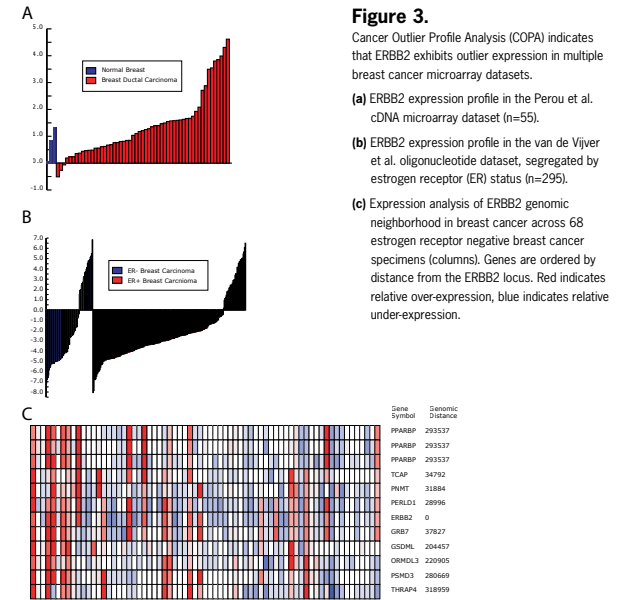 A
5.0
4.0
3.0
2.0
1.0
0.0
-1.0
Normal Breast
Breast Ductal Carcinoma
B
7.0
6.0
5.0
4.0
3.0
2.0
1.0
0.0
-1.0
-2.0
-3.0
-4.0
-5.0
-6.0
-7.0
-8.0
ER- Breast Carcinoma
ER+ Breast Carcnioma
C
Gene Genomic
Symbol Distance
PPARBP 293537
PPARBP 293537
PPARBP 293537
TCAP 34792
PNMT 31884
PERLD1 28996
ERBB2 0
GRB7 37827
GSDML 204457
ORMDL3 220905
PSMD3 280669
THRAP4 318959
Figure 3.
Cancer Outlier Profile Analysis (COPA) indicates
that ERBB2 exhibits outlier expression in multiple
breast cancer microarray datasets.
(a) ERBB2 expression profile in the Perou et al.
cDNA microarray dataset (n=55).
(b) ERBB2 expression profile in the van de Vijver
et al. oligonucleotide dataset, segregated by
estrogen receptor (ER) status (n=295).
(c) Expression analysis of ERBB2 genomic
neighborhood in breast cancer across 68
estrogen receptor negative breast cancer
specimens (columns). Genes are ordered by
distance from the ERBB2 locus. Red indicates
relative over-expression, blue indicates relative
under-expression.